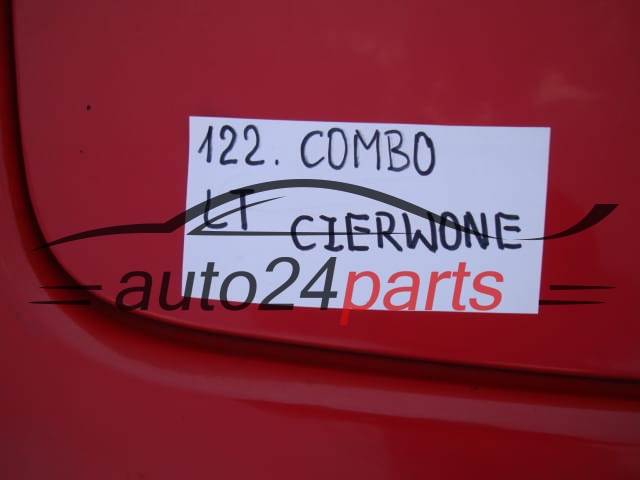 122. COMBO
LT
CIERWONE
auto24parts